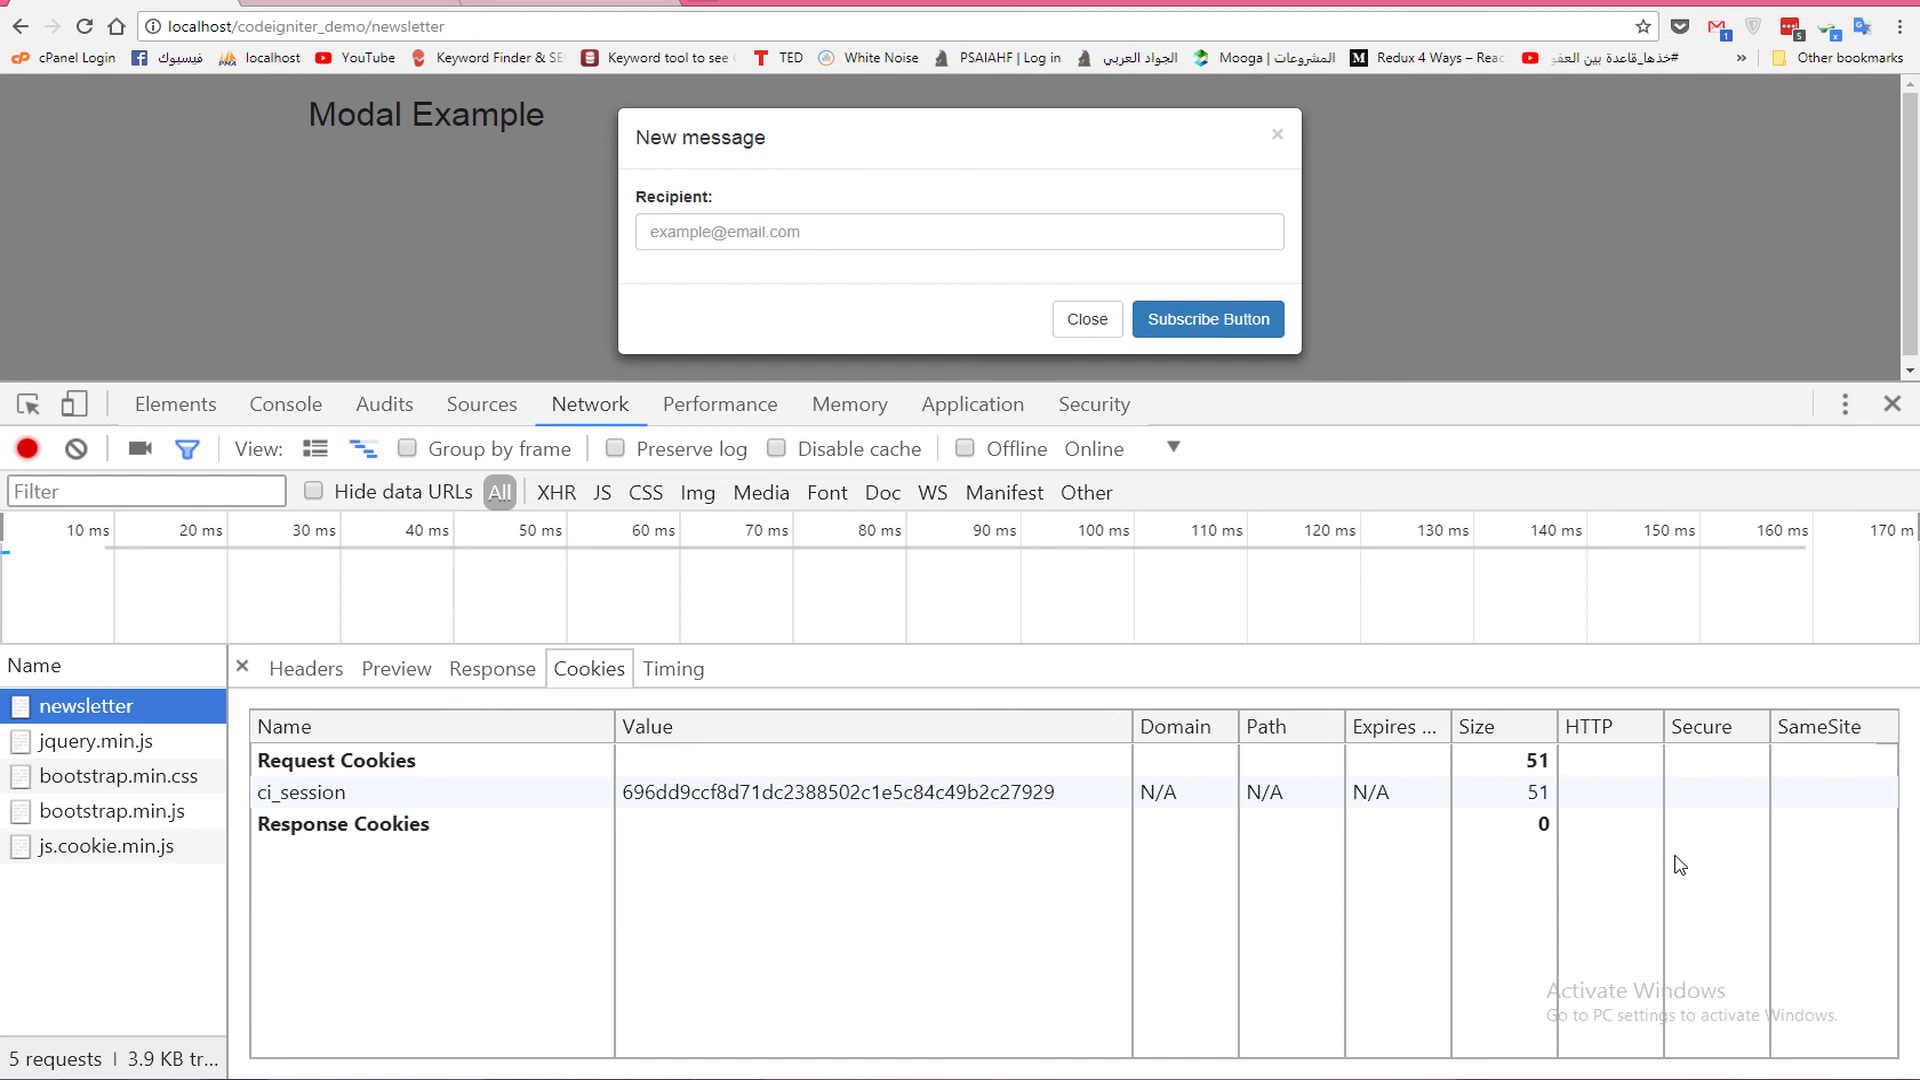 localhost/codeigniter_demo/newsletter
1
5
x
cPanel Login
فيسبوك
localhost
YouTube
Keyword Finder & SE
Keyword tool to see
TED
White Noise
PSAIAHF | Log in
الجواد العربي
Mooga | المشروعات
Redux 4 Ways – Reac
#خذها_قاعدة بين العفو
»
Other bookmarks
Modal Example
New message
×
Recipient:
example@email.com
Close
Subscribe Button
Elements Console Audits Sources Network Performance Memory Application Security
View: Group by frame Preserve log Disable cache Offline Online
Filter Hide data URLs All XHR JS CSS Img Media Font Doc WS Manifest Other
10 ms 20 ms 30 ms 40 ms 50 ms 60 ms 70 ms 80 ms 90 ms 100 ms 110 ms 120 ms 130 ms 140 ms 150 ms 160 ms 170 m
Name
newsletter
jquery.min.js
bootstrap.min.css
bootstrap.min.js
js.cookie.min.js
5 requests | 3.9 KB tr...
× Headers Preview Response Cookies Timing
Name Value Domain Path Expires ... Size HTTP Secure SameSite
Request Cookies 51
ci_session 696dd9ccf8d71dc2388502c1e5c84c49b2c27929 N/A N/A N/A 51
Response Cookies 0
Activate Windows
Go to PC settings to activate Windows.